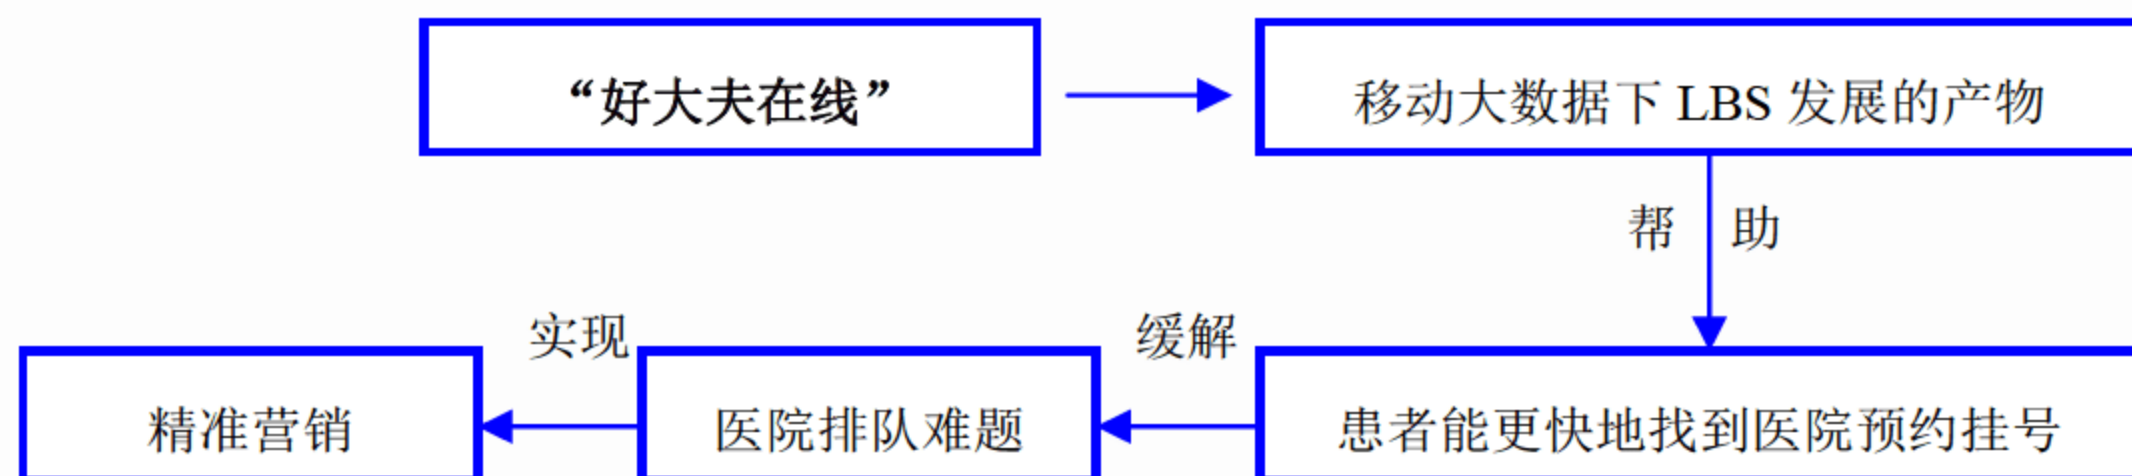 “好大夫在线”
移动大数据下 LBS 发展的产物
帮助
实现
缓解
精准营销
医院排队难题
患者能更快地找到医院预约挂号